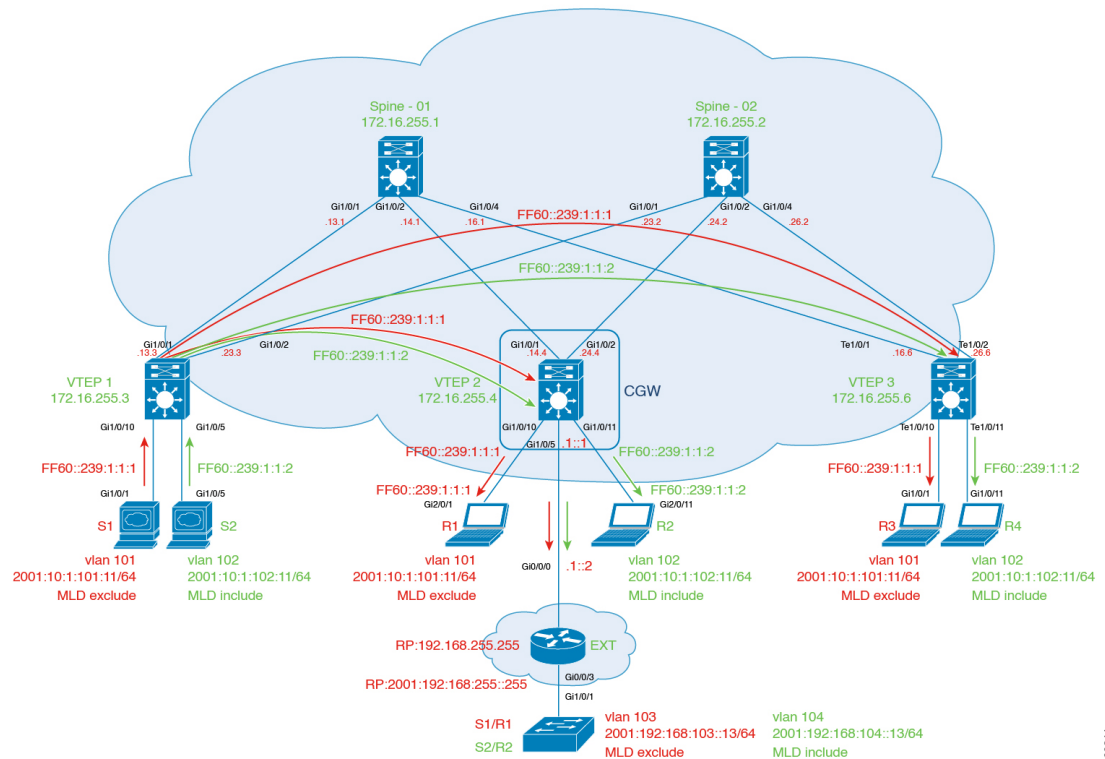 Spine - 01
172.16.255.1
Spine - 02
172.16.255.2
Gi1/0/1
Gi1/0/2
Gi1/0/4
Gi1/0/1
Gi1/0/2
Gi1/0/4
.13.1
.14.1
.16.1
FF60::239:1:1:1
.23.2
.24.2
.26.2
FF60::239:1:1:2
FF60::239:1:1:1
FF60::239:1:1:2
Gi1/0/1
Gi1/0/2
.13.3
.23.3
Gi1/0/1
Gi1/0/2
.14.4
.24.4
Te1/0/1
Te1/0/2
.16.6
.26.6
VTEP 1
172.16.255.3
VTEP 2
172.16.255.4
CGW
VTEP 3
172.16.255.6
Gi1/0/10
Gi1/0/5
Gi1/0/10
Gi1/0/11
Gi1/0/5
.1::1
Te1/0/10
Te1/0/11
FF60::239:1:1:1
FF60::239:1:1:2
FF60::239:1:1:1
FF60::239:1:1:2
FF60::239:1:1:1
FF60::239:1:1:2
FF60::239:1:1:1
FF60::239:1:1:2
Gi1/0/1
Gi1/0/5
Gi2/0/1
Gi2/0/11
Gi1/0/1
Gi1/0/11
S1
S2
R1
R2
R3
R4
vlan 101
2001:10:1:101:11/64
MLD exclude
vlan 102
2001:10:1:102:11/64
MLD include
vlan 101
2001:10:1:101:11/64
MLD exclude
Gi0/0/0
.1::2
vlan 102
2001:10:1:102:11/64
MLD include
vlan 101
2001:10:1:101:11/64
MLD exclude
vlan 102
2001:10:1:102:11/64
MLD include
RP:192.168.255.255
EXT
RP:2001:192:168:255::255
Gi0/0/3
Gi1/0/1
S1/R1
S2/R2
vlan 103
2001:192:168:103::13/64
MLD exclude
vlan 104
2001:192:168:104::13/64
MLD include